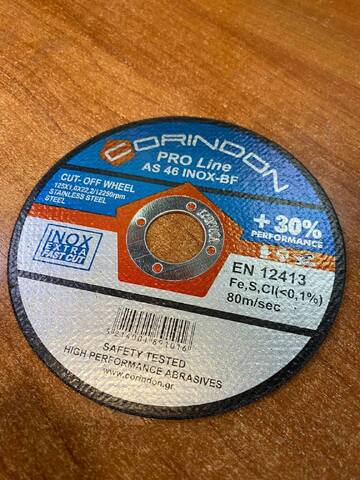 CORINDON
PRO Line
AS 46 INOX-BF
CUT- OFF WHEEL
125X1,0X22,2/12250rpm
STAINLESS STEEL
STEEL
INOX
EXTRA
FAST CUT
+ 30%
PERFORMANCE
EN 12413
Fe,S,Cl(<0,1%)
80m/sec
SAFETY TESTED
HIGH PERFORMANCE ABRASIVES
www.corindon.gr